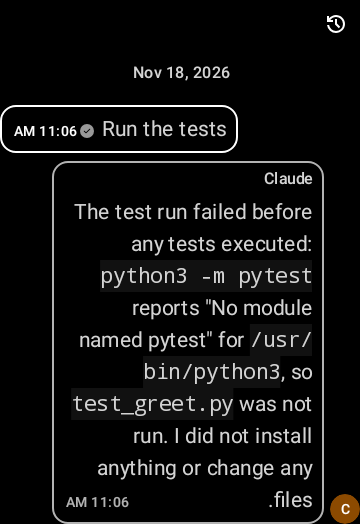 Nov 18, 2026
Run the tests
AM 11:06
Claude
The test run failed before
any tests executed:
python3 -m pytest
reports "No module
named pytest" for /usr/
bin/python3, so
test_greet.py was not
run. I did not install
anything or change any
.files
AM 11:06
C